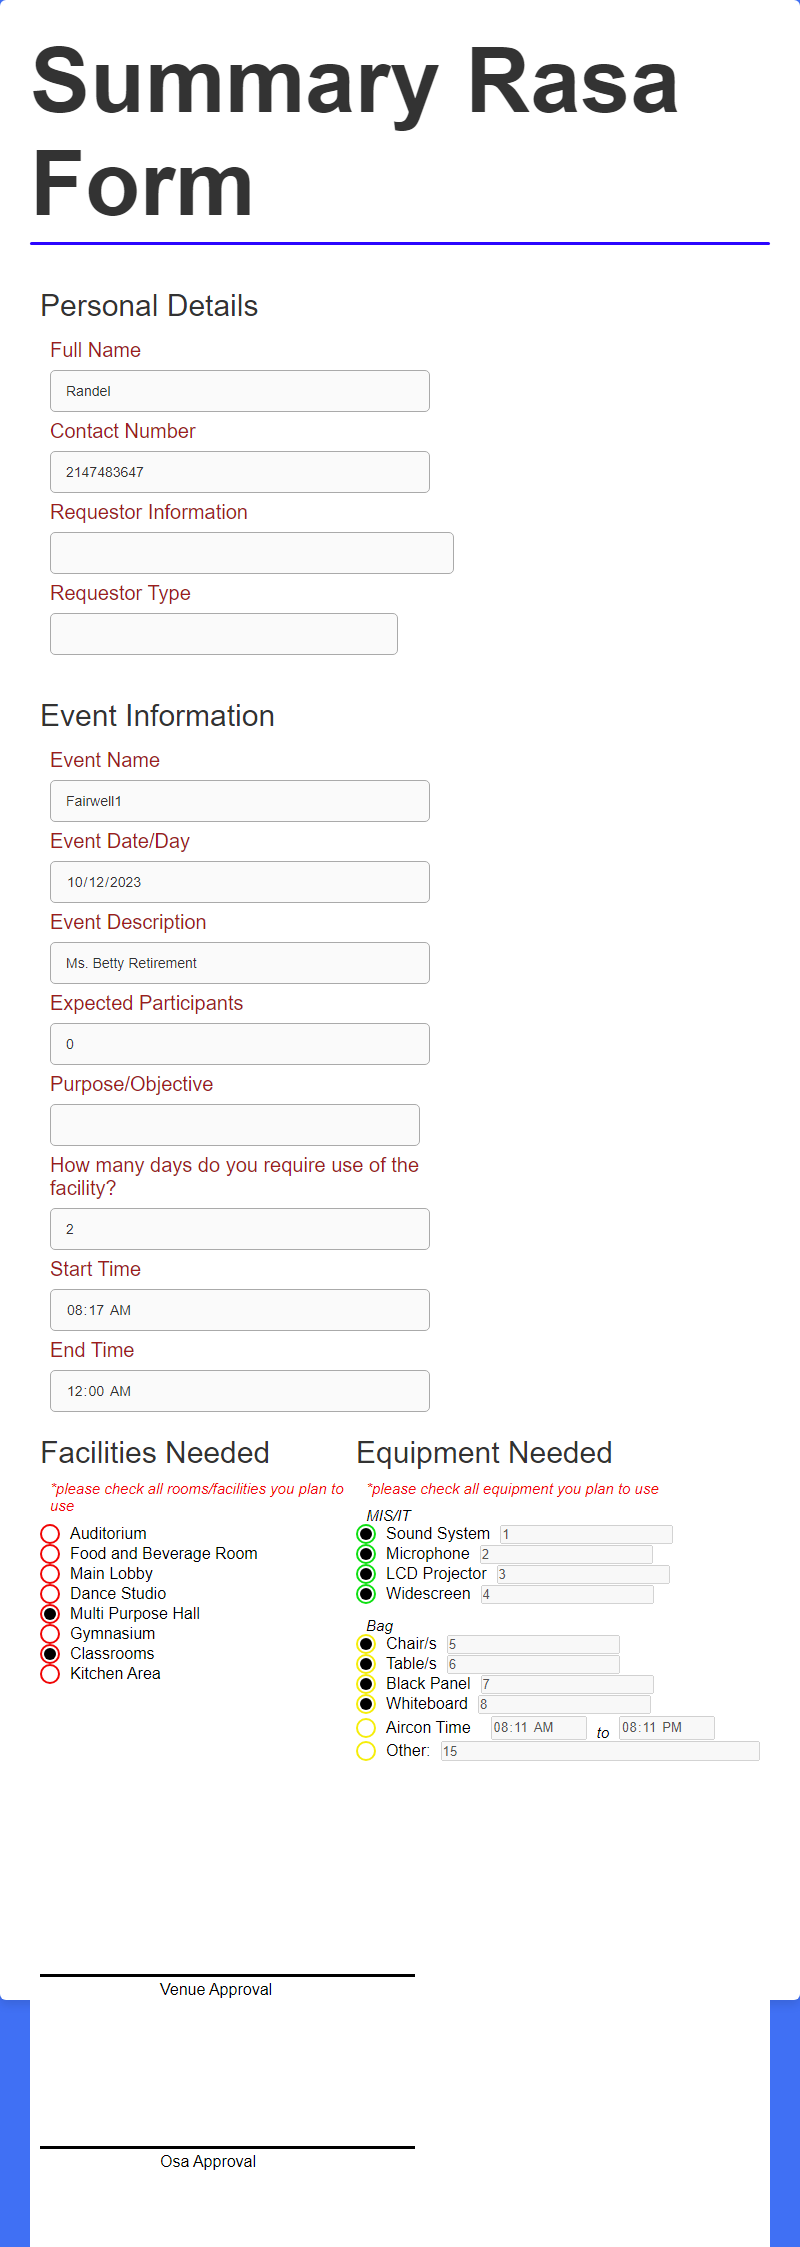 Summary Rasa
Form
Personal Details
Full Name
Randel
Contact Number
2147483647
Requestor Information
Requestor Type
Event Information
Event Name
Fairwell1
Event Date/Day
10/12/2023
Event Description
Ms. Betty Retirement
Expected Participants
0
Purpose/Objective
How many days do you require use of the
facility?
2
Start Time
08:17 AM
End Time
12:00 AM
Facilities Needed
*please check all rooms/facilities you plan to
use
Auditorium
Food and Beverage Room
Main Lobby
Dance Studio
Multi Purpose Hall
Gymnasium
Classrooms
Kitchen Area
Equipment Needed
*please check all equipment you plan to use
MIS/IT
Sound System 1
Microphone 2
LCD Projector 3
Widescreen 4
Bag
Chair/s 5
Table/s 6
Black Panel 7
Whiteboard 8
Aircon Time 08:11 AM to 08:11 PM
Other: 15
Venue Approval
Osa Approval